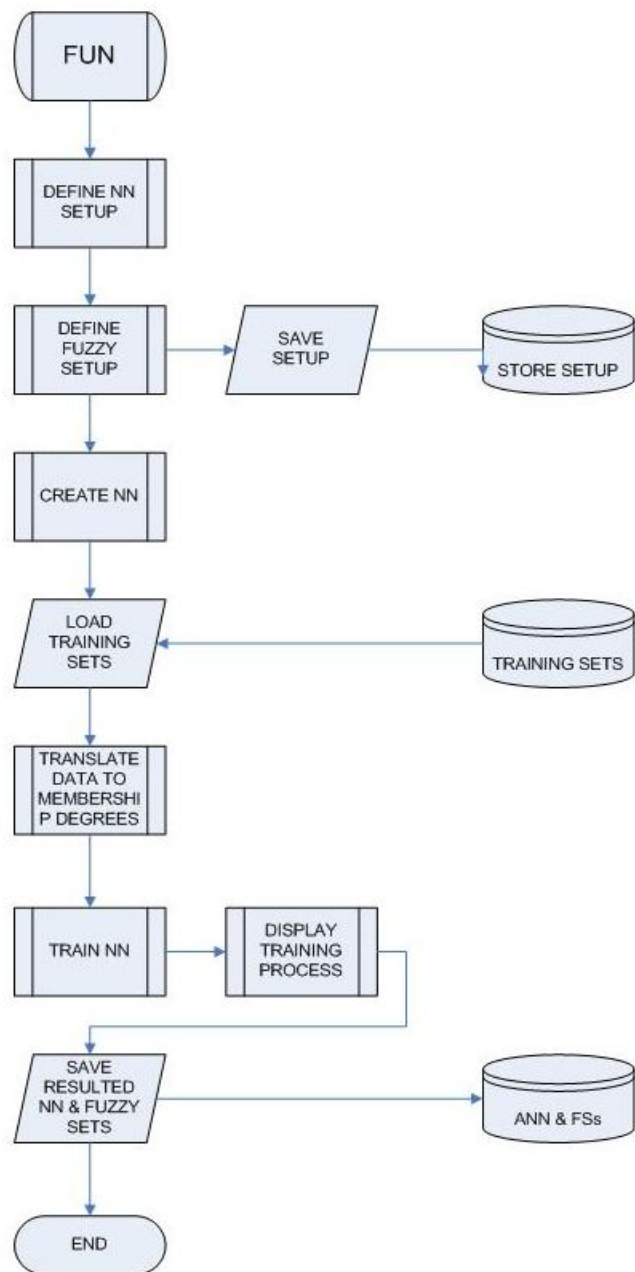 FUN
DEFINE NN
SETUP
DEFINE
FUZZY
SETUP
SAVE
SETUP
STORE SETUP
CREATE NN
LOAD
TRAINING
SETS
TRAINING SETS
TRANSLATE
DATA TO
MEMBERSHI
P DEGREES
TRAIN NN
DISPLAY
TRAINING
PROCESS
SAVE
RESULTED
NN & FUZZY
SETS
ANN & FSs
END